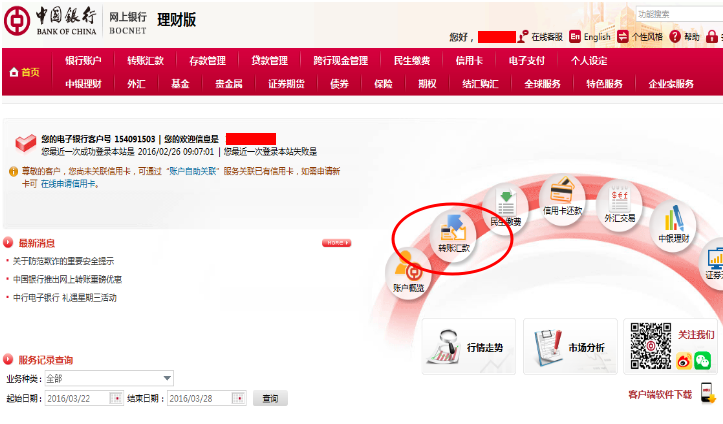 中国银行 网上银行 理财版
BANK OF CHINA BOCNET
功能搜索
您好， 在线客服 En English 个性风格 帮助
首页
银行账户 转账汇款 存款管理 贷款管理 跨行现金管理 民生缴费 信用卡 电子支付 个人设定
中银理财 外汇 基金 贵金属 证券期货 债券 保险 期权 结汇购汇 全球服务 特色服务 企业家服务
您的电子银行客户号 154091503 | 您的欢迎信息是
您最近一次成功登录本站是 2016/02/26 09:07:01 | 您最近一次登录本站失败是
尊敬的客户，您尚未关联信用卡，可通过 "账户自助关联" 服务关联已有信用卡，如需申请新
卡可 在线申请信用卡。
最新消息
MORE
关于防范欺诈的重要安全提示
中国银行推出网上转账重磅优惠
中行电子银行 礼遇星期三活动
账户概览
转账汇款
民生缴费
信用卡还款
外汇交易
中银理财
证券
行情走势
市场分析
关注我们
客户端软件下载
服务记录查询
业务种类： 全部
起始日期： 2016/03/22 结束日期： 2016/03/28 查询